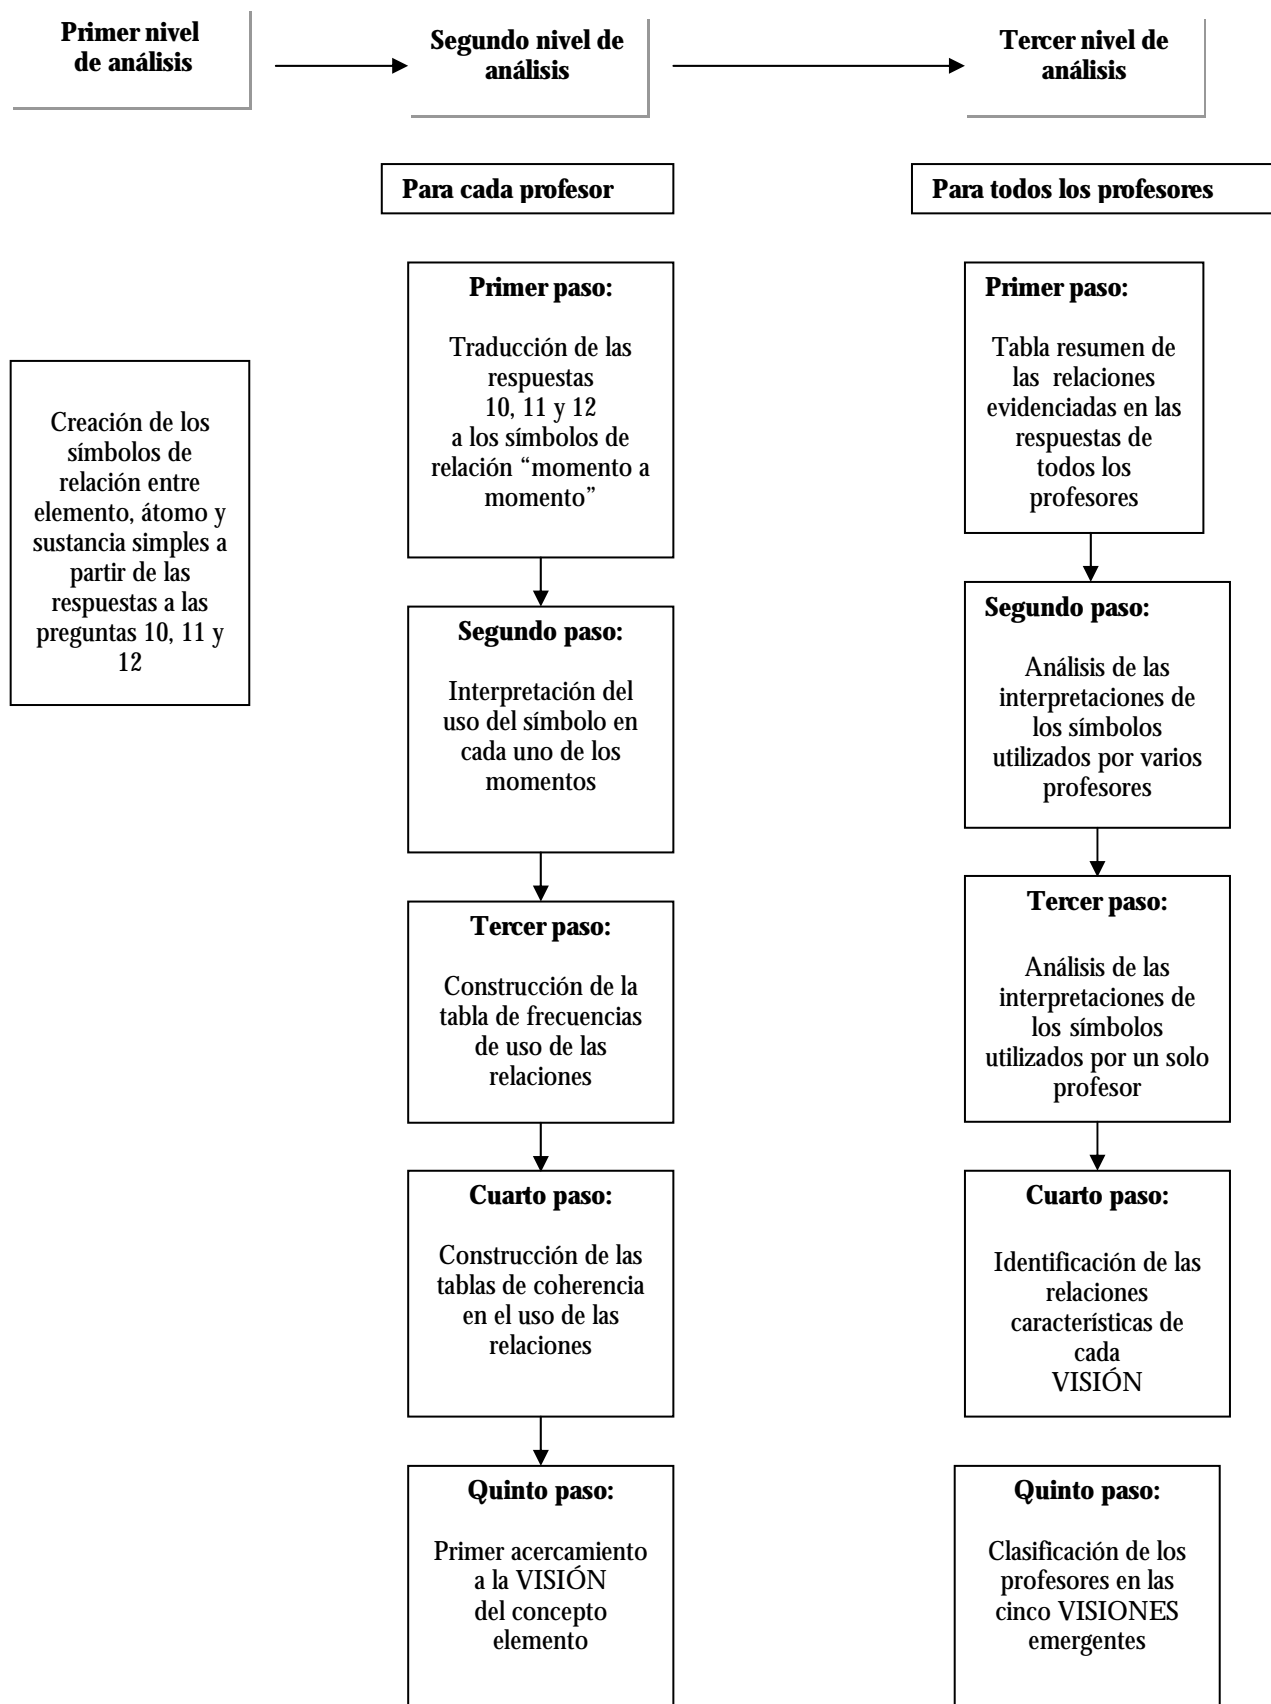 Primer nivel
de análisis
Segundo nivel de
análisis
Tercer nivel de
análisis
Para cada profesor
Para todos los profesores
Creación de los
símbolos de
relación entre
elemento, átomo y
sustancia simples a
partir de las
respuestas a las
preguntas 10, 11 y
12
Primer paso:
Traducción de las
respuestas
10, 11 y 12
a los símbolos de
relación “momento a
momento”
Segundo paso:
Interpretación del
uso del símbolo en
cada uno de los
momentos
Tercer paso:
Construcción de la
tabla de frecuencias
de uso de las
relaciones
Cuarto paso:
Construcción de las
tablas de coherencia
en el uso de las
relaciones
Quinto paso:
Primer acercamiento
a la VISIÓN
del concepto
elemento
Primer paso:
Tabla resumen de
las relaciones
evidenciadas en las
respuestas de
todos los
profesores
Segundo paso:
Análisis de las
interpretaciones de
los símbolos
utilizados por varios
profesores
Tercer paso:
Análisis de las
interpretaciones de
los símbolos
utilizados por un solo
profesor
Cuarto paso:
Identificación de las
relaciones
características de
cada
VISIÓN
Quinto paso:
Clasificación de los
profesores en las
cinco VISIONES
emergentes